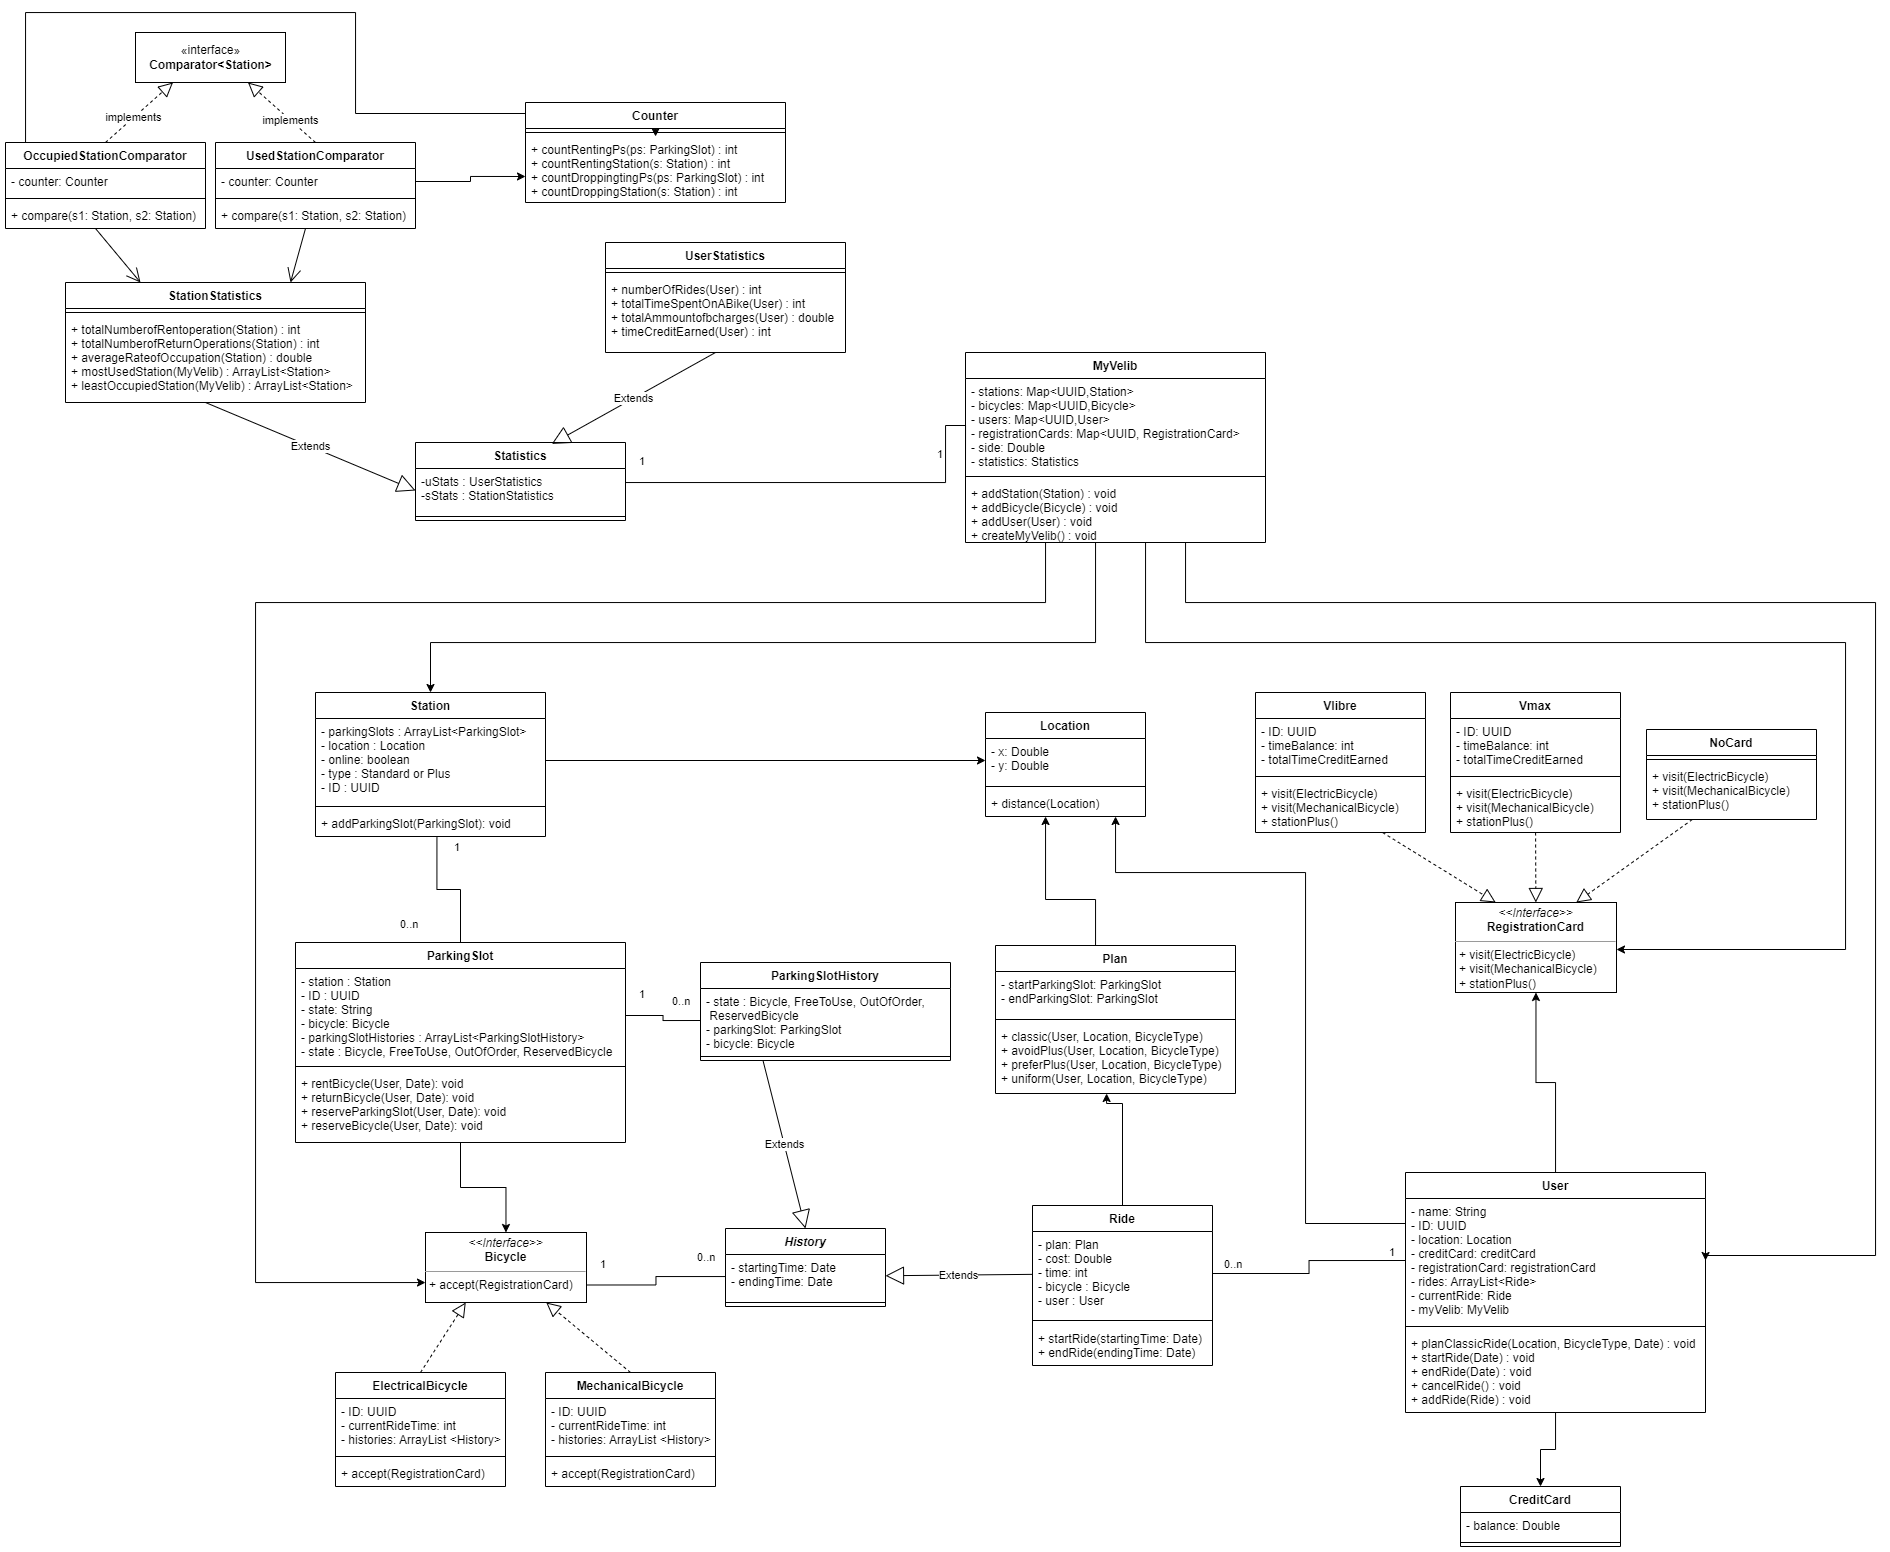 «interface»
Comparator<Station>
implements
implements
OccupiedStationComparator
- counter: Counter
+ compare(s1: Station, s2: Station)
UsedStationComparator
- counter: Counter
+ compare(s1: Station, s2: Station)
Counter
+ countRentingPs(ps: ParkingSlot) : int
+ countRentingStation(s: Station) : int
+ countDroppingtingPs(ps: ParkingSlot) : int
+ countDroppingStation(s: Station) : int
StationStatistics
+ totalNumberofRentoperation(Station) : int
+ totalNumberofReturnOperations(Station) : int
+ averageRateofOccupation(Station) : double
+ mostUsedStation(MyVelib) : ArrayList<Station>
+ leastOccupiedStation(MyVelib) : ArrayList<Station>
UserStatistics
+ numberOfRides(User) : int
+ totalTimeSpentOnABike(User) : int
+ totalAmmountofbcharges(User) : double
+ timeCreditEarned(User) : int
Extends
Extends
Statistics
-uStats : UserStatistics
-sStats : StationStatistics
1
1
MyVelib
- stations: Map<UUID,Station>
- bicycles: Map<UUID,Bicycle>
- users: Map<UUID,User>
- registrationCards: Map<UUID, RegistrationCard>
- side: Double
- statistics: Statistics
+ addStation(Station) : void
+ addBicycle(Bicycle) : void
+ addUser(User) : void
+ createMyVelib() : void
Station
- parkingSlots : ArrayList<ParkingSlot>
- location : Location
- online: boolean
- type : Standard or Plus
- ID : UUID
+ addParkingSlot(ParkingSlot): void
1
0..n
Location
- x: Double
- y: Double
+ distance(Location)
Vlibre
- ID: UUID
- timeBalance: int
- totalTimeCreditEarned
+ visit(ElectricBicycle)
+ visit(MechanicalBicycle)
+ stationPlus()
Vmax
- ID: UUID
- timeBalance: int
- totalTimeCreditEarned
+ visit(ElectricBicycle)
+ visit(MechanicalBicycle)
+ stationPlus()
NoCard
+ visit(ElectricBicycle)
+ visit(MechanicalBicycle)
+ stationPlus()
<<Interface>>
RegistrationCard
+ visit(ElectricBicycle)
+ visit(MechanicalBicycle)
+ stationPlus()
ParkingSlot
- station : Station
- ID : UUID
- state: String
- bicycle: Bicycle
- parkingSlotHistories : ArrayList<ParkingSlotHistory>
- state : Bicycle, FreeToUse, OutOfOrder, ReservedBicycle
+ rentBicycle(User, Date): void
+ returnBicycle(User, Date): void
+ reserveParkingSlot(User, Date): void
+ reserveBicycle(User, Date): void
1
0..n
ParkingSlotHistory
- state : Bicycle, FreeToUse, OutOfOrder,
ReservedBicycle
- parkingSlot: ParkingSlot
- bicycle: Bicycle
Extends
Plan
- startParkingSlot: ParkingSlot
- endParkingSlot: ParkingSlot
+ classic(User, Location, BicycleType)
+ avoidPlus(User, Location, BicycleType)
+ preferPlus(User, Location, BicycleType)
+ uniform(User, Location, BicycleType)
<<Interface>>
Bicycle
+ accept(RegistrationCard)
1
0..n
History
- startingTime: Date
- endingTime: Date
Extends
Ride
- plan: Plan
- cost: Double
- time: int
- bicycle : Bicycle
- user : User
+ startRide(startingTime: Date)
+ endRide(endingTime: Date)
0..n
1
User
- name: String
- ID: UUID
- location: Location
- creditCard: creditCard
- registrationCard: registrationCard
- rides: ArrayList<Ride>
- currentRide: Ride
- myVelib: MyVelib
+ planClassicRide(Location, BicycleType, Date) : void
+ startRide(Date) : void
+ endRide(Date) : void
+ cancelRide() : void
+ addRide(Ride) : void
ElectricalBicycle
- ID: UUID
- currentRideTime: int
- histories: ArrayList <History>
+ accept(RegistrationCard)
MechanicalBicycle
- ID: UUID
- currentRideTime: int
- histories: ArrayList <History>
+ accept(RegistrationCard)
CreditCard
- balance: Double